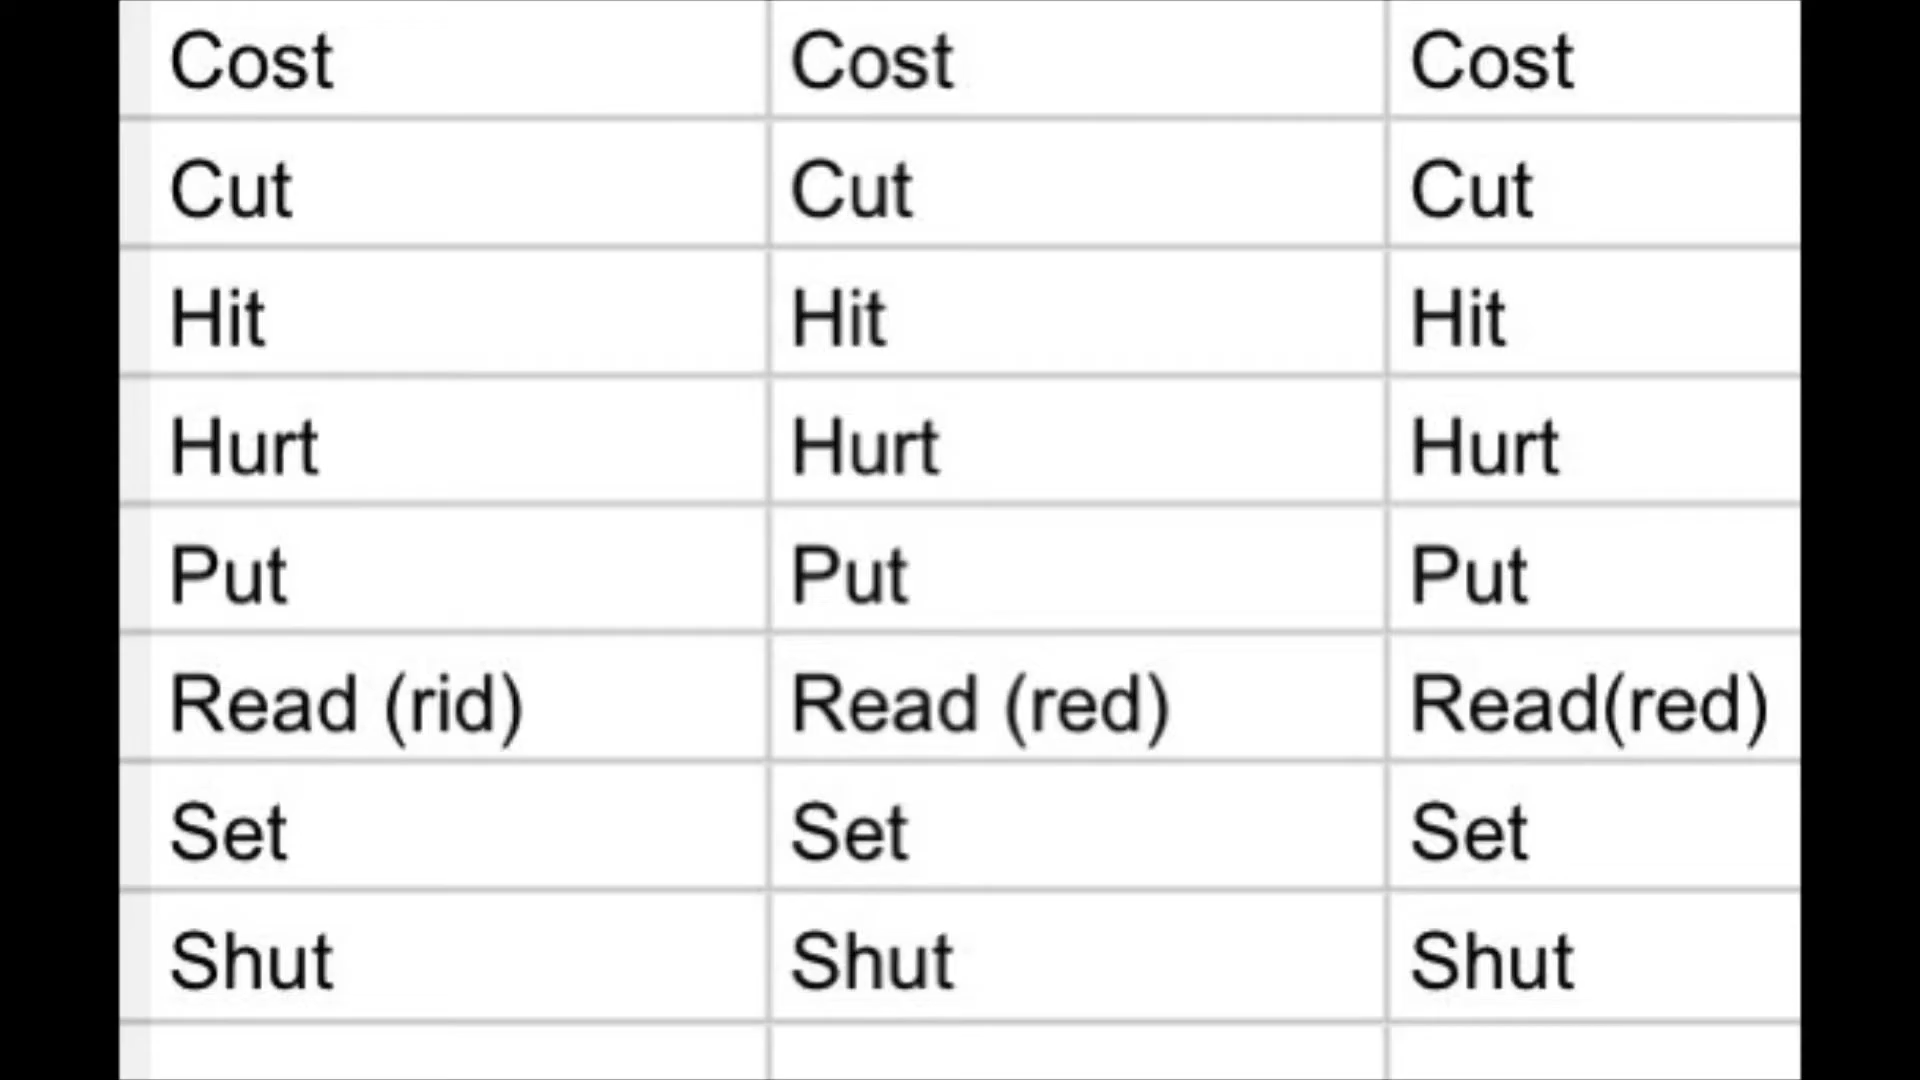 Cost Cost Cost
Cut Cut Cut
Hit Hit Hit
Hurt Hurt Hurt
Put Put Put
Read (rid) Read (red) Read(red)
Set Set Set
Shut Shut Shut